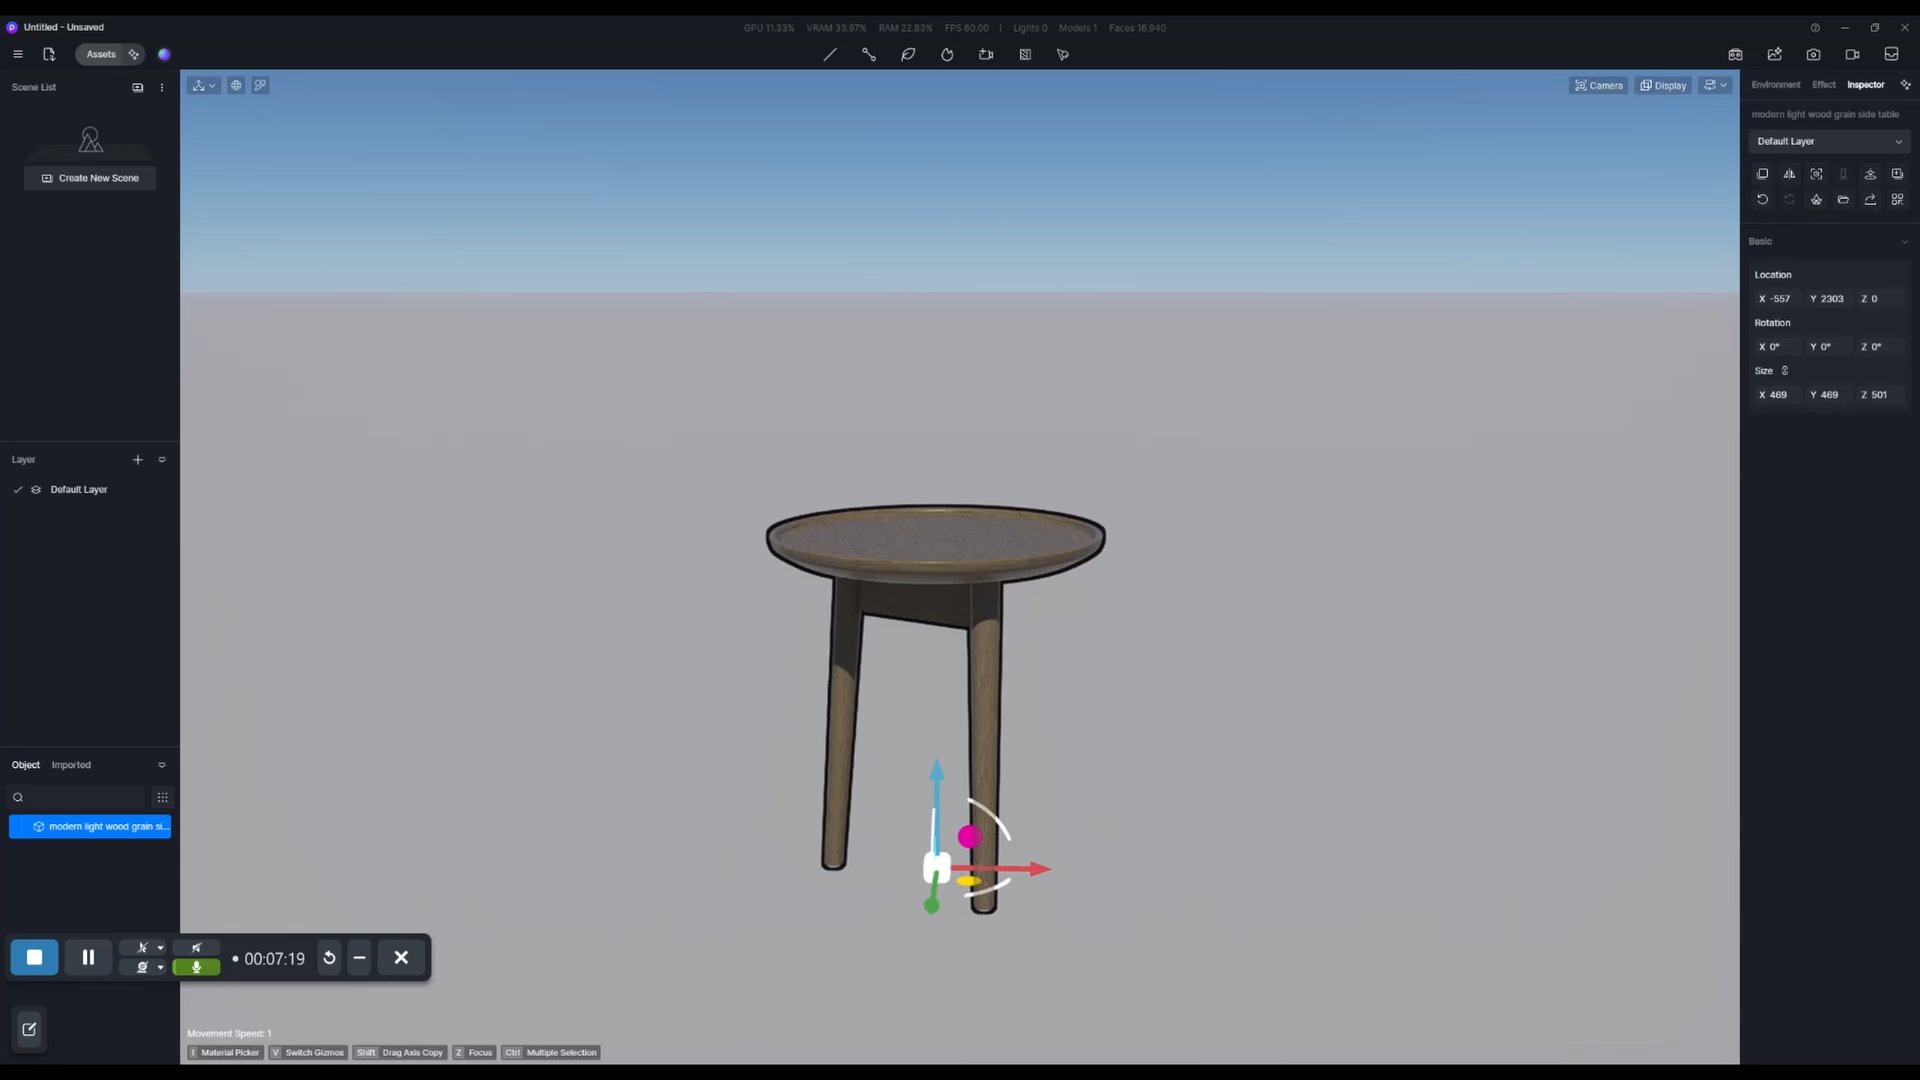 Untitled - Unsaved
GPU 11.33% VRAM 33.97% RAM 22.83% FPS 60.00 | Lights 0 Models 1 Faces 16,940
Assets
Scene List
Create New Scene
Layer
Default Layer
Object Imported
modern light wood grain si...
00:07:19
Camera Display
Movement Speed: 1
I Material Picker V Switch Gizmos Shift Drag Axis Copy Z Focus Ctrl Multiple Selection
Environment Effect Inspector
modern light wood grain side table
Default Layer
Basic
Location
X -557 Y 2303 Z 0
Rotation
X 0° Y 0° Z 0°
Size
X 469 Y 469 Z 501